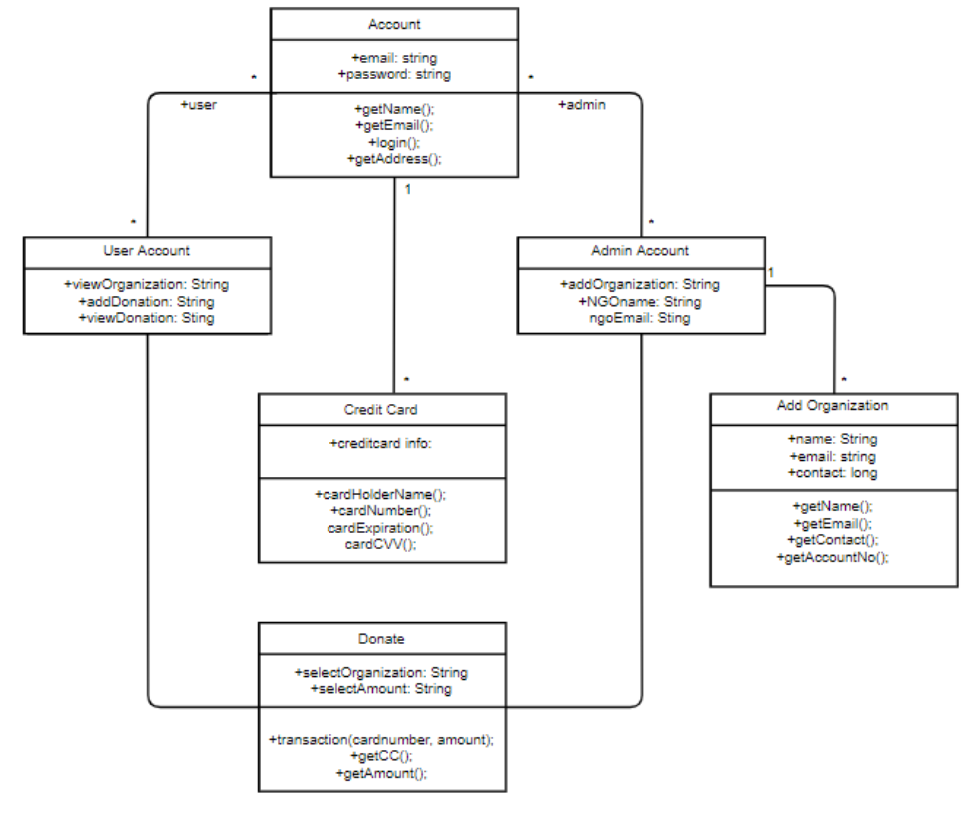 Account
+email: string
+password: string
*
*
+user
+admin
+getName();
+getEmail();
+login();
+getAddress();
1
*
*
User Account
+viewOrganization: String
+addDonation: String
+viewDonation: Sting
Admin Account
+addOrganization: String
+NGOname: String
ngoEmail: Sting
1
*
*
Credit Card
+creditcard info:
+cardHolderName();
+cardNumber();
cardExpiration();
cardCVV();
Add Organization
+name: String
+email: string
+contact: long
+getName();
+getEmail();
+getContact();
+getAccountNo();
Donate
+selectOrganization: String
+selectAmount: String
+transaction(cardnumber, amount);
+getCC();
+getAmount();